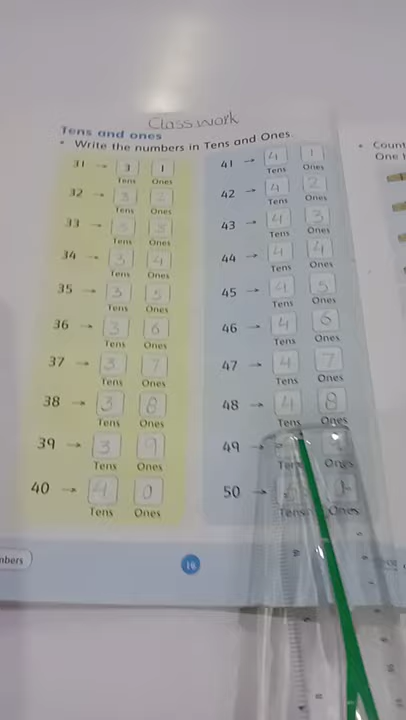 Classwork
Tens and ones
• Write the numbers in Tens and Ones.
31 → 3 1
Tens Ones
32 → 3 2
Tens Ones
33 → 3 3
Tens Ones
34 → 3 4
Tens Ones
35 → 3 5
Tens Ones
36 → 3 6
Tens Ones
37 → 3 7
Tens Ones
38 → 3 8
Tens Ones
39 → 3 9
Tens Ones
40 → 4 0
Tens Ones
41 → 4 1
Tens Ones
42 → 4 2
Tens Ones
43 → 4 3
Tens Ones
44 → 4 4
Tens Ones
45 → 4 5
Tens Ones
46 → 4 6
Tens Ones
47 → 4 7
Tens Ones
48 → 4 8
Tens Ones
49 →
Tens Ones
50 →
Tens Ones
• Count
One
mbers